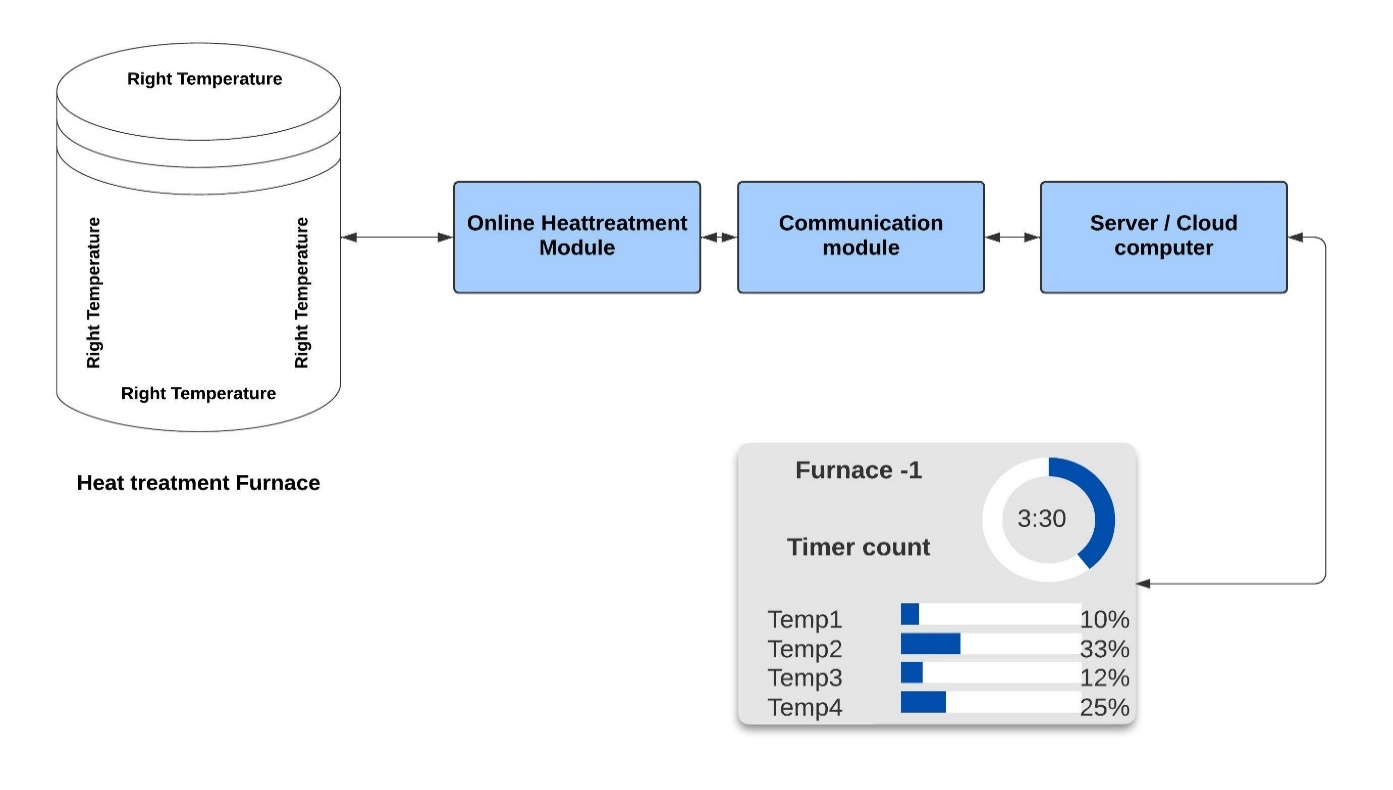 Right Temperature
Right Temperature
Right Temperature
Right Temperature
Heat treatment Furnace
Online Heattreatment
Module
Communication
module
Server / Cloud
computer
Furnace -1
3:30
Timer count
Temp1 10%
Temp2 33%
Temp3 12%
Temp4 25%